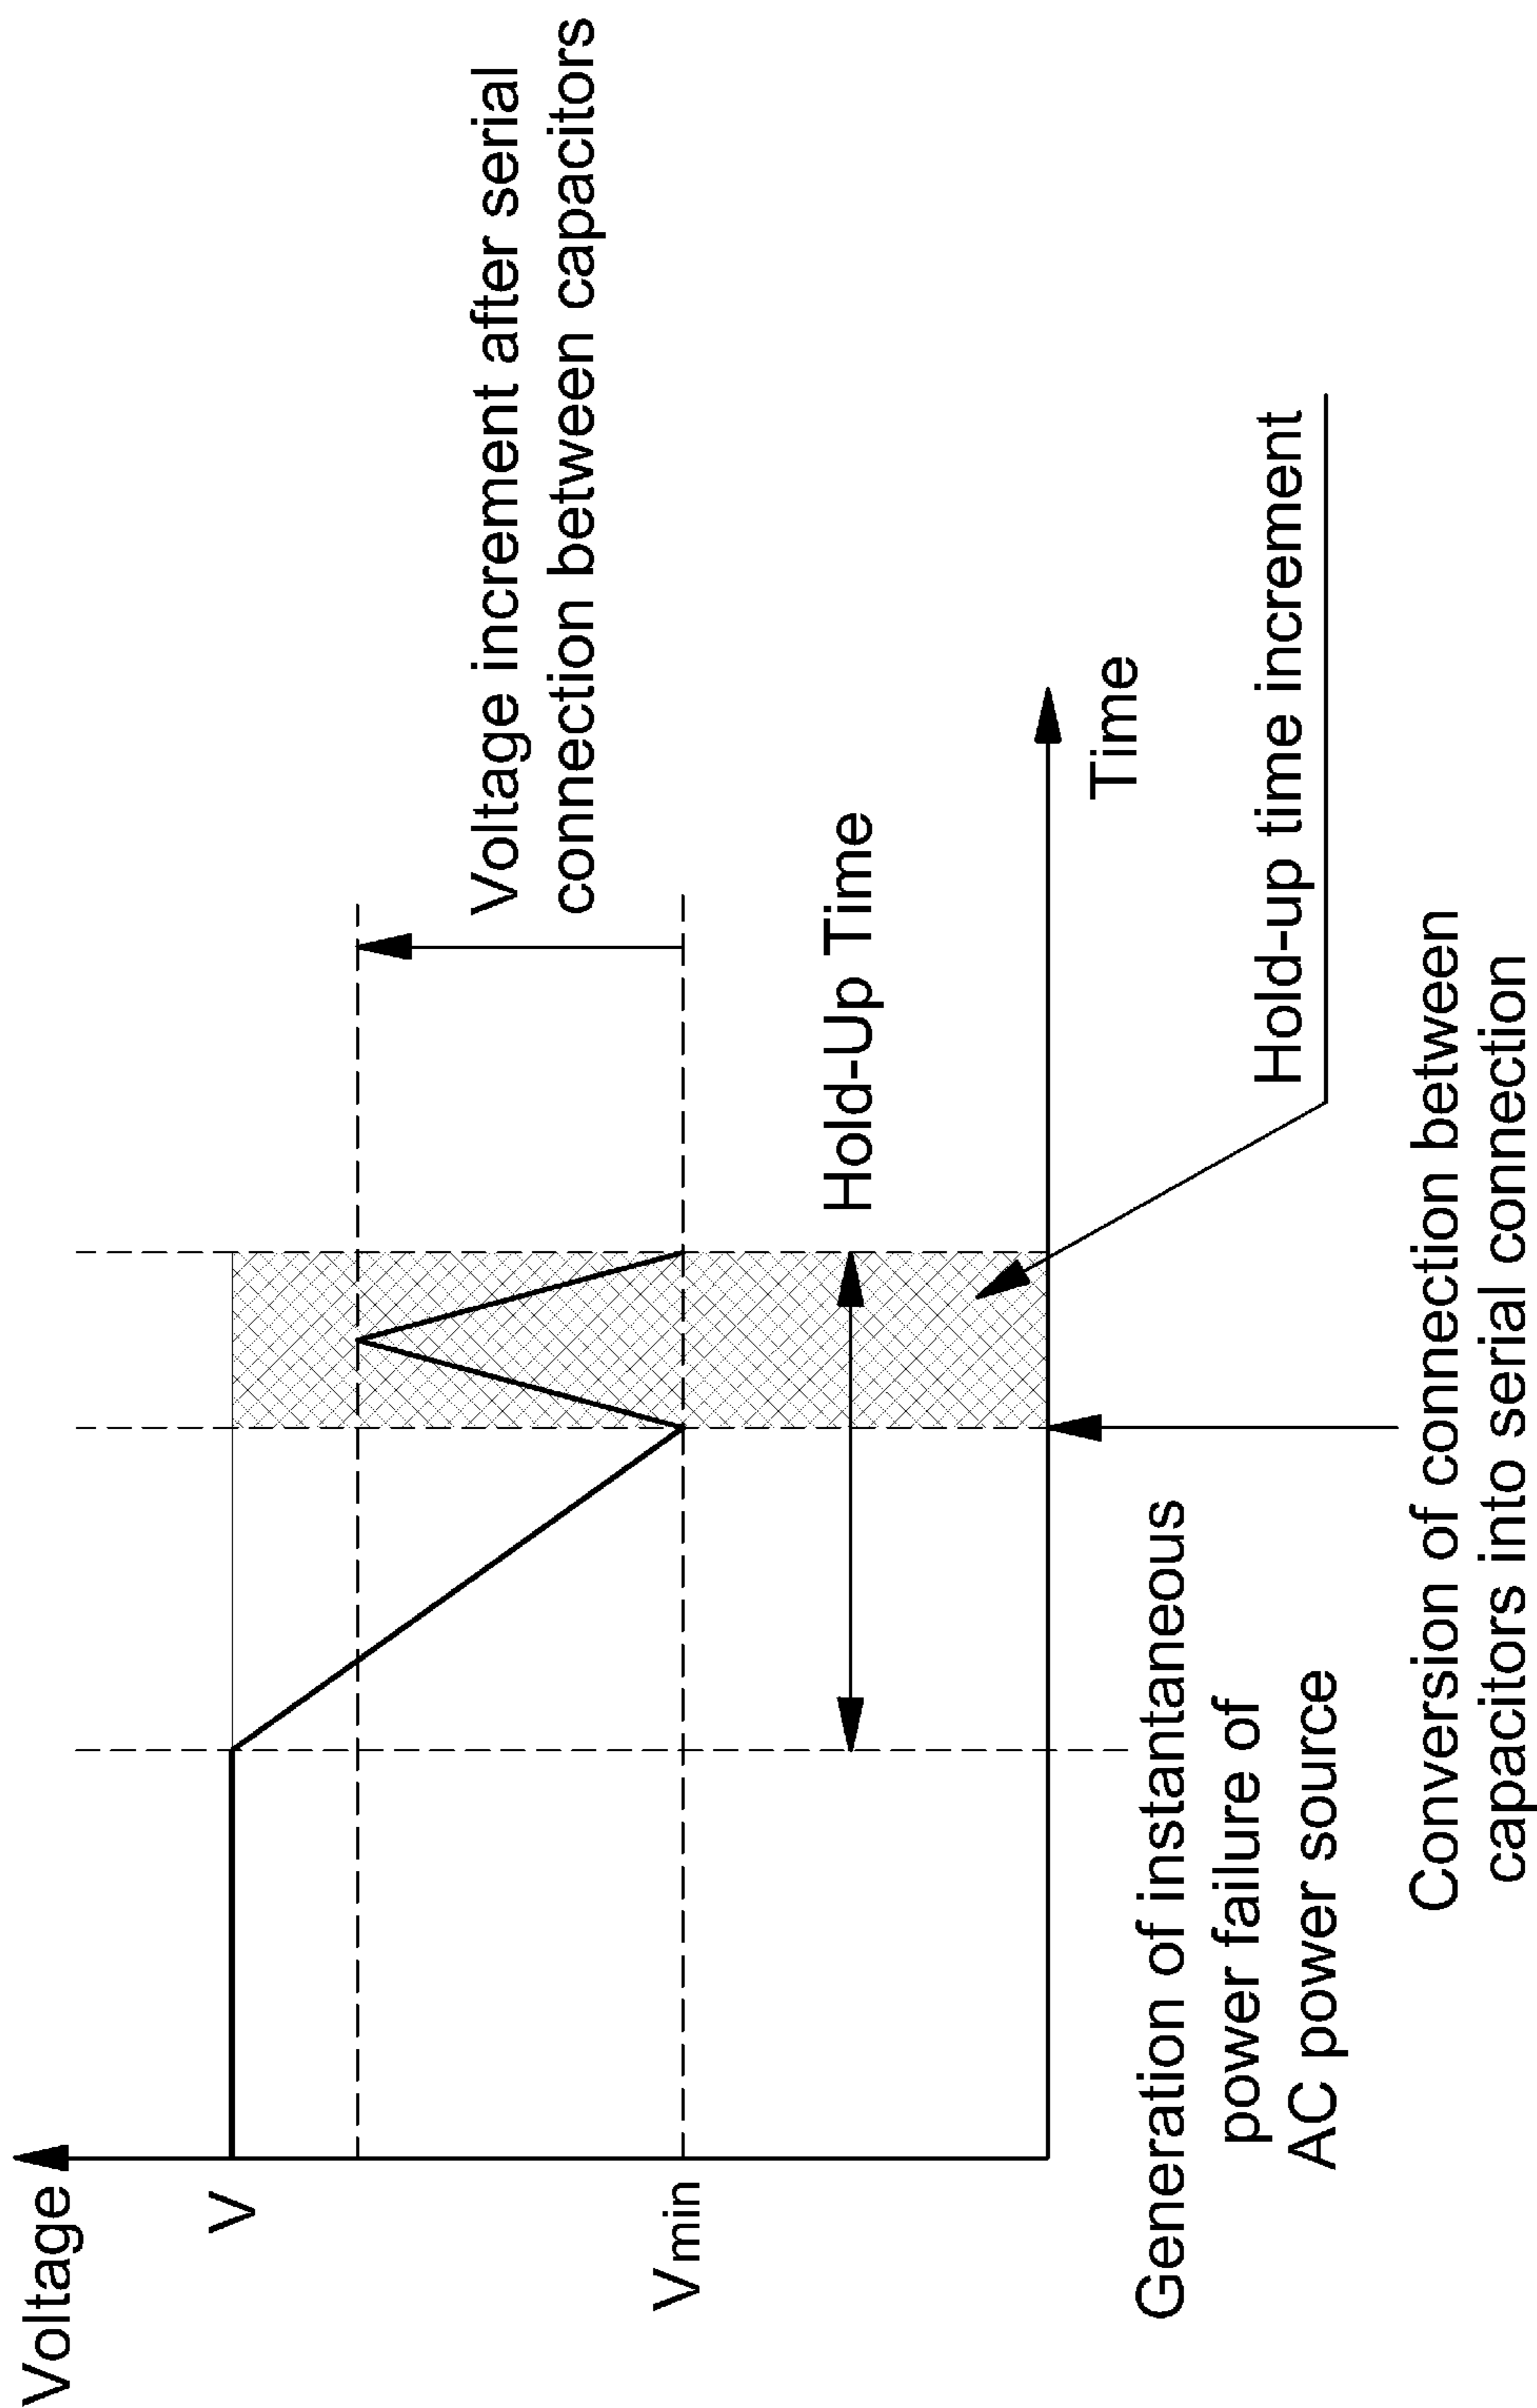 Voltage
V
Voltage increment after serial
connection between capacitors
Vmin
Hold-Up Time
Time
Generation of instantaneous
power failure of
AC power source
Hold-up time increment
Conversion of connection between
capacitors into serial connection